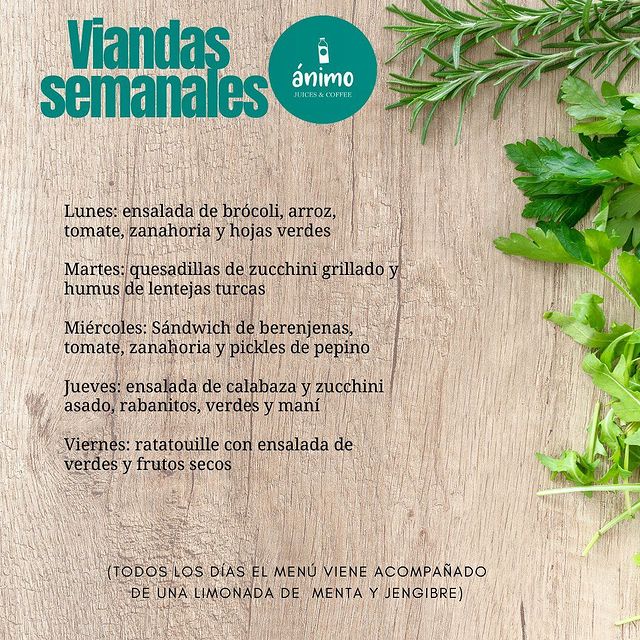 Viandas
semanales
ánimo
JUICES & COFFEE
Lunes: ensalada de brócoli, arroz,
tomate, zanahoria y hojas verdes
Martes: quesadillas de zucchini grillado y
humus de lentejas turcas
Miércoles: Sándwich de berenjenas,
tomate, zanahoria y pickles de pepino
Jueves: ensalada de calabaza y zucchini
asado, rabanitos, verdes y maní
Viernes: ratatouille con ensalada de
verdes y frutos secos
(TODOS LOS DÍAS EL MENÚ VIENE ACOMPAÑADO
DE UNA LIMONADA DE MENTA Y JENGIBRE)